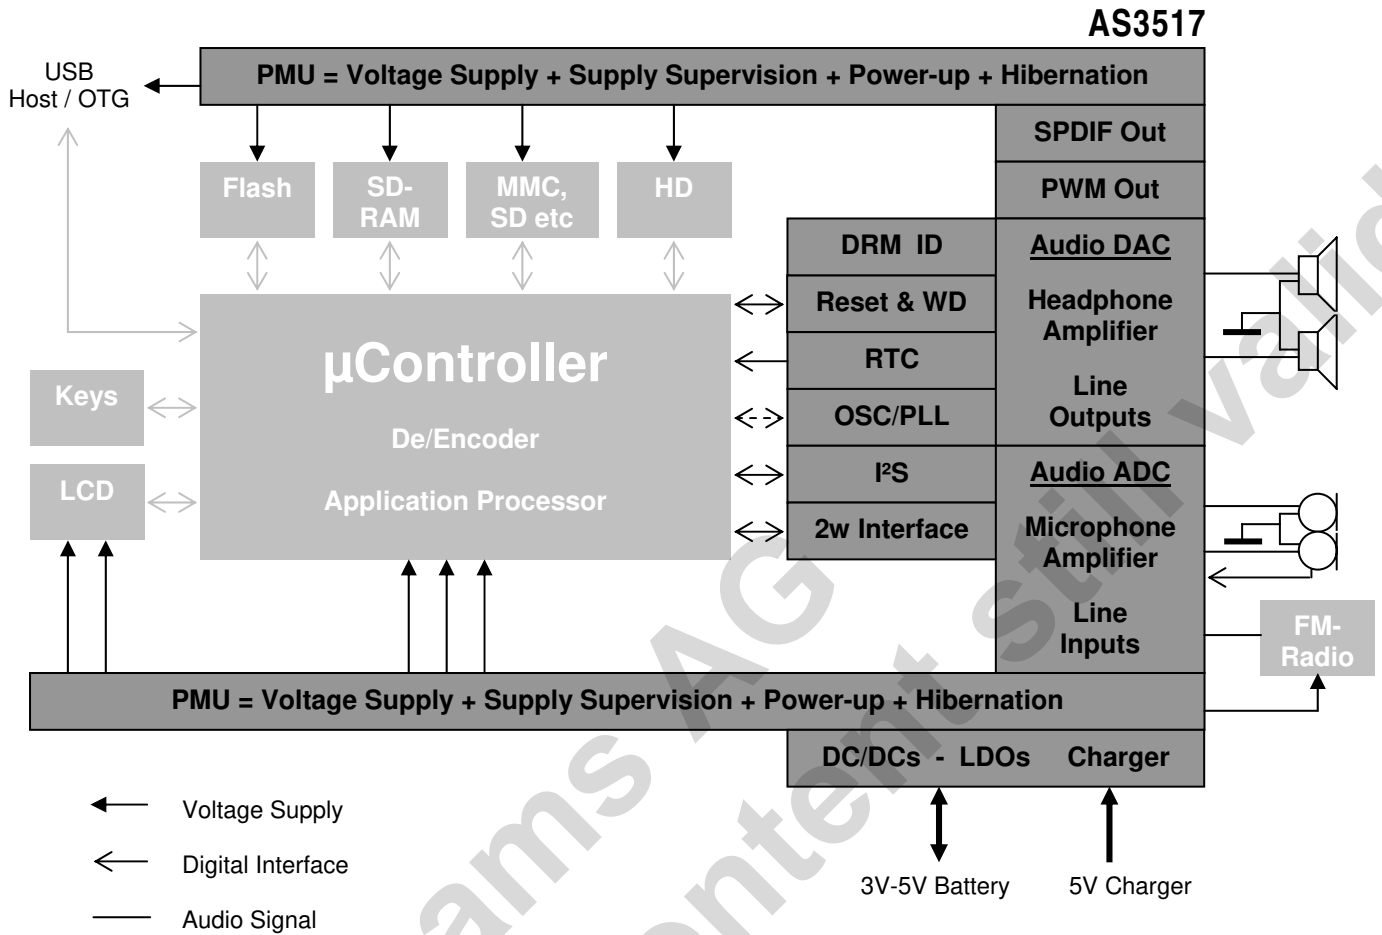 AS3517
PMU = Voltage Supply + Supply Supervision + Power-up + Hibernation
USB
Host / OTG
SPDIF Out
PWM Out
Flash
SD-
RAM
MMC,
SD etc
HD
DRM ID
Reset & WD
RTC
OSC/PLL
I²S
2w Interface
Audio DAC
Headphone
Amplifier
Line
Outputs
Audio ADC
Microphone
Amplifier
Line
Inputs
µController
De/Encoder
Application Processor
Keys
LCD
FM-
Radio
PMU = Voltage Supply + Supply Supervision + Power-up + Hibernation
DC/DCs - LDOs Charger
3V-5V Battery
5V Charger
Voltage Supply
Digital Interface
Audio Signal
ams AG
still valid